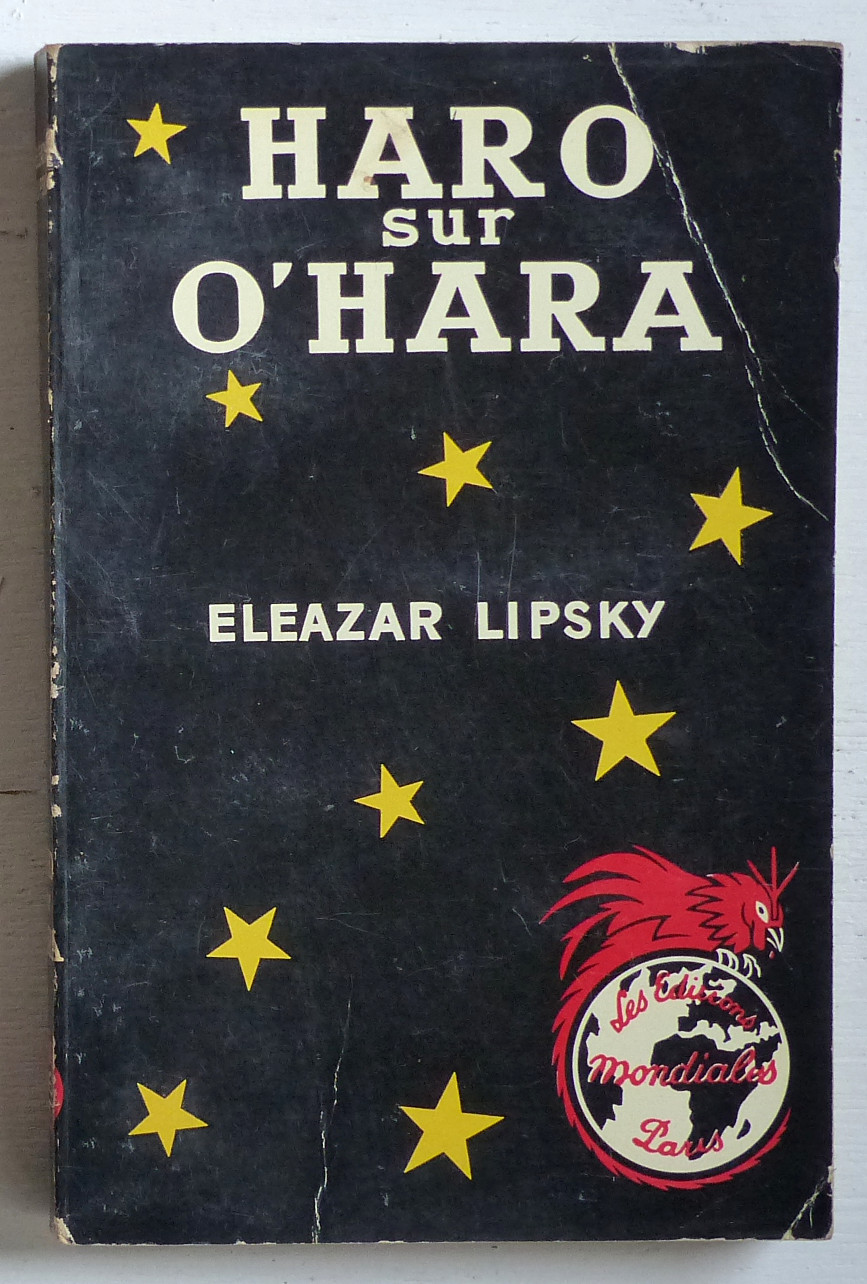 HARO
sur
O'HARA
ELEAZAR LIPSKY
Les Editions
Mondiales
Paris